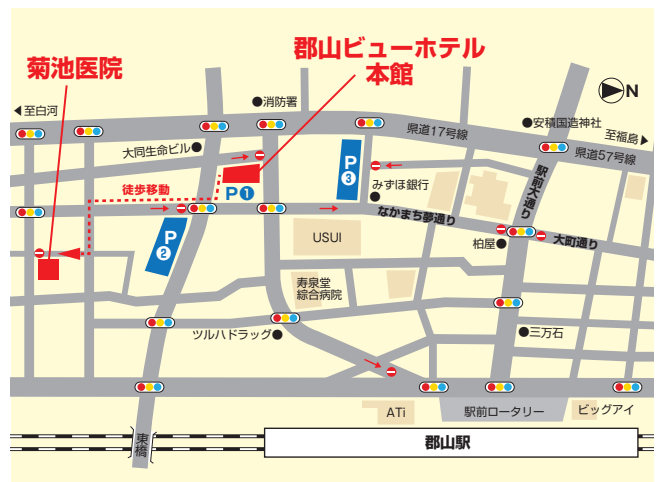 郡山ビューホテル
本館
菊池医院
N
至白河
消防署
安積国造神社
県道17号線
至福島
県道57号線
大同生命ビル
P
3
駅前大通り
徒歩移動
P1
みずほ銀行
なかまち夢通り
大町通り
P
2
USUI
柏屋
寿泉堂
綜合病院
ツルハドラッグ
三万石
ATi
駅前ロータリー
ビッグアイ
東橋
郡山駅